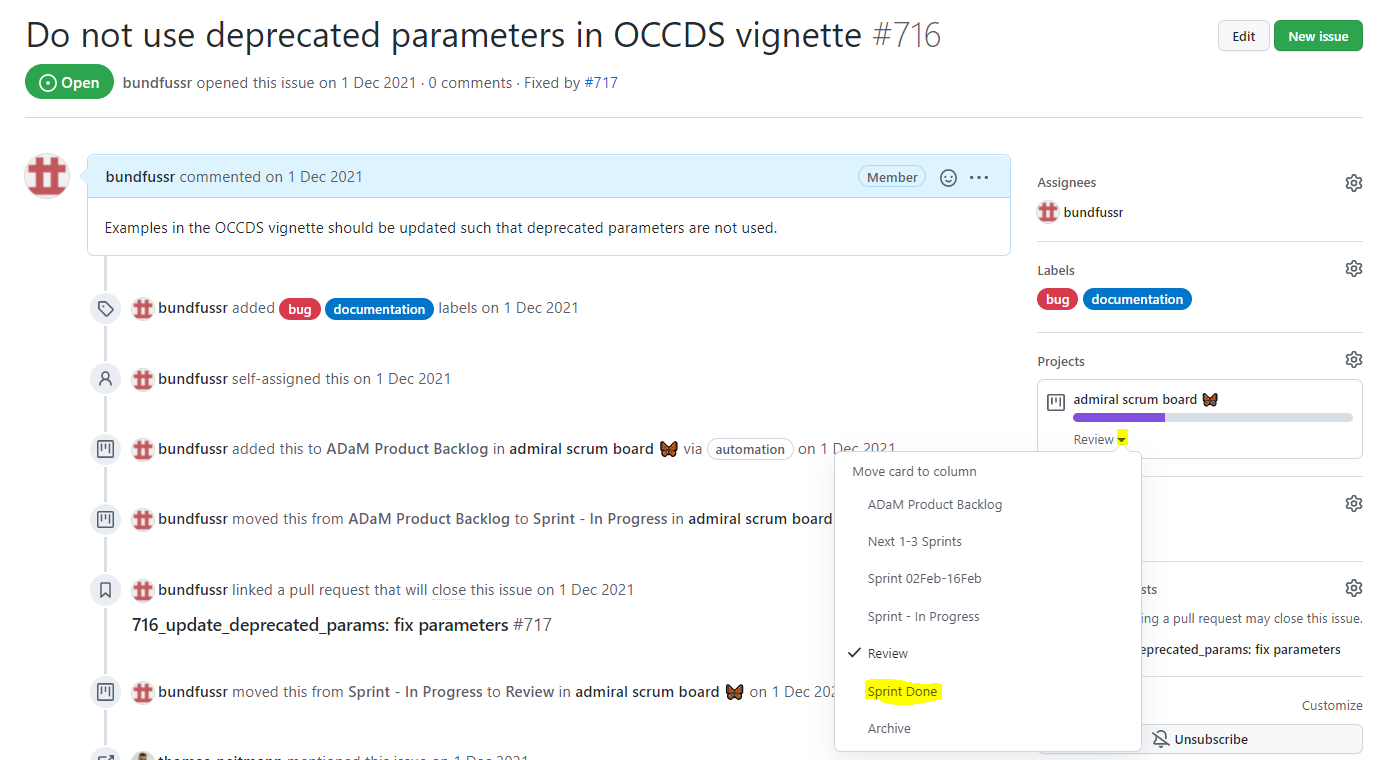 Do not use deprecated parameters in OCCDS vignette #716
Edit
New issue
Open
bundfussr opened this issue on 1 Dec 2021 · 0 comments · Fixed by #717
bundfussr commented on 1 Dec 2021
Member
Examples in the OCCDS vignette should be updated such that deprecated parameters are not used.
bundfussr added bug documentation labels on 1 Dec 2021
bundfussr self-assigned this on 1 Dec 2021
bundfussr added this to ADaM Product Backlog in admiral scrum board 🦋 via automation on 1 Dec 2021
bundfussr moved this from ADaM Product Backlog to Sprint - In Progress in admiral scrum board
bundfussr linked a pull request that will close this issue on 1 Dec 2021
716_update_deprecated_params: fix parameters #717
bundfussr moved this from Sprint - In Progress to Review in admiral scrum board 🦋 on 1 Dec
mentioned this issue on 1 Dec 2021
Assignees
bundfussr
Labels
bug documentation
Projects
admiral scrum board 🦋
Review
Move card to column
ADaM Product Backlog
Next 1-3 Sprints
Sprint 02Feb-16Feb
Sprint - In Progress
Review
Sprint Done
Archive
a pull request may close this issue.
fix parameters
Customize
Unsubscribe